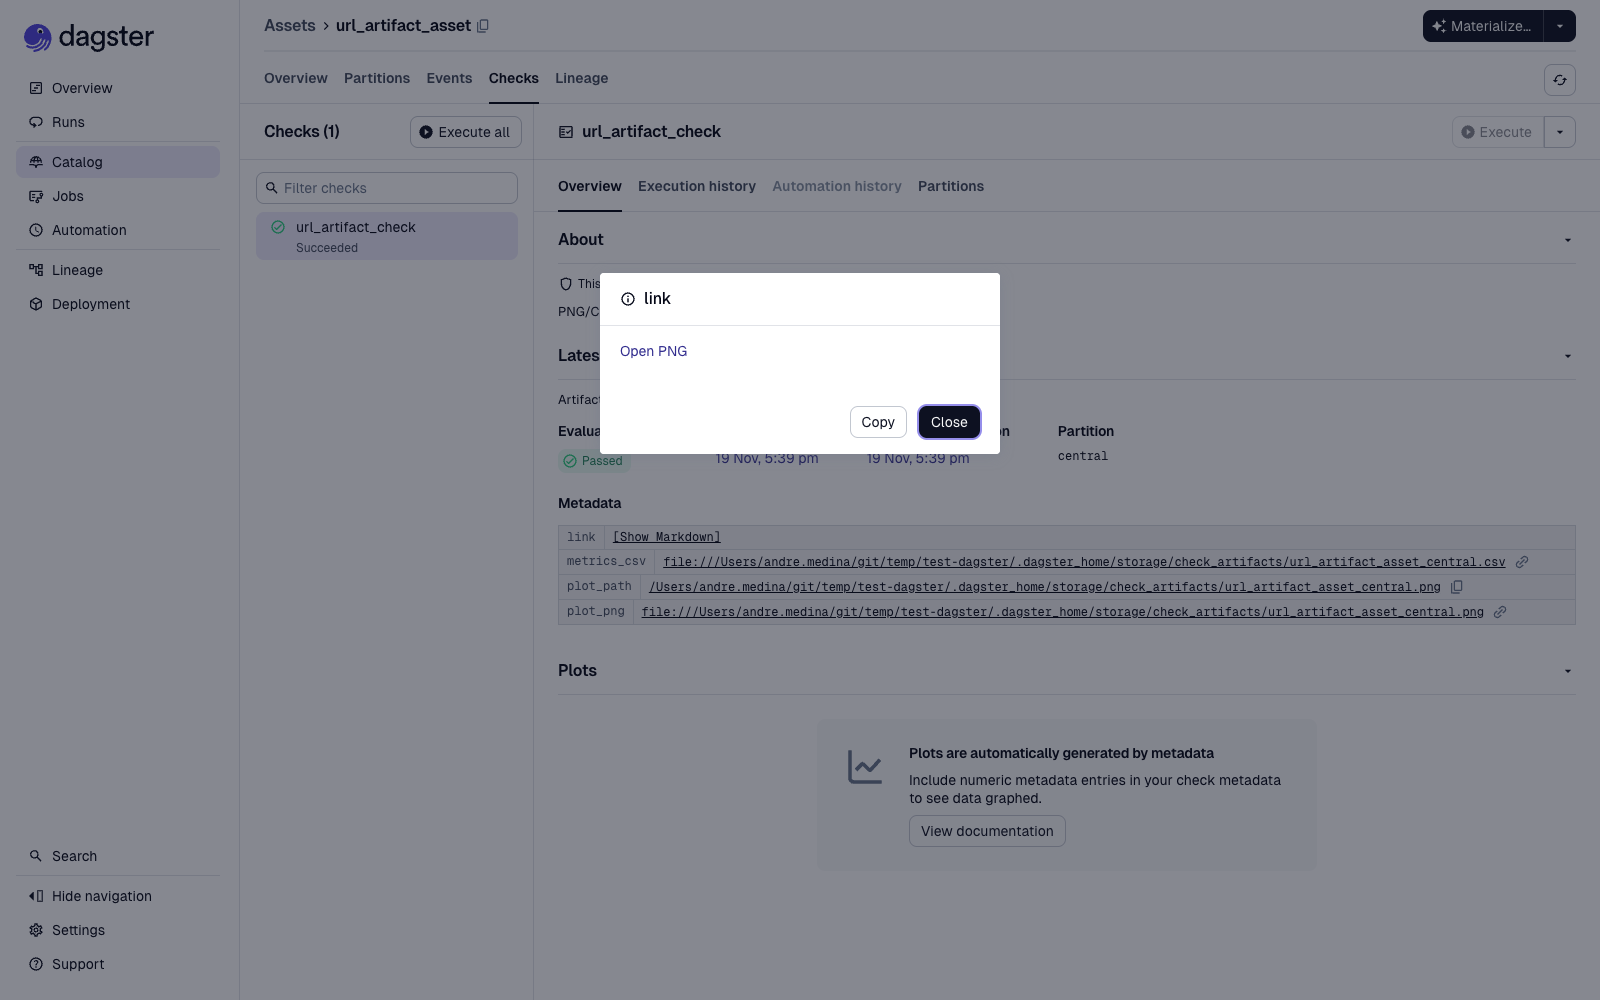 dagster
Overview
Runs
Catalog
Jobs
Automation
Lineage
Deployment
Search
Hide navigation
Settings
Support
Assets › url_artifact_asset
Materialize...
Overview Partitions Events Checks Lineage
Checks (1)
Execute all
Filter checks
url_artifact_check
Succeeded
url_artifact_check
Execute
Overview Execution history Automation history Partitions
About
This
PNG/C
link
Open PNG
Copy
Close
Lates
Artifac
Evalua
on
Partition
Passed
19 Nov, 5:39 pm
19 Nov, 5:39 pm
central
Metadata
link [Show Markdown]
metrics_csv file:///Users/andre.medina/git/temp/test-dagster/.dagster_home/storage/check_artifacts/url_artifact_asset_central.csv
plot_path /Users/andre.medina/git/temp/test-dagster/.dagster_home/storage/check_artifacts/url_artifact_asset_central.png
plot_png file:///Users/andre.medina/git/temp/test-dagster/.dagster_home/storage/check_artifacts/url_artifact_asset_central.png
Plots
Plots are automatically generated by metadata
Include numeric metadata entries in your check metadata
to see data graphed.
View documentation